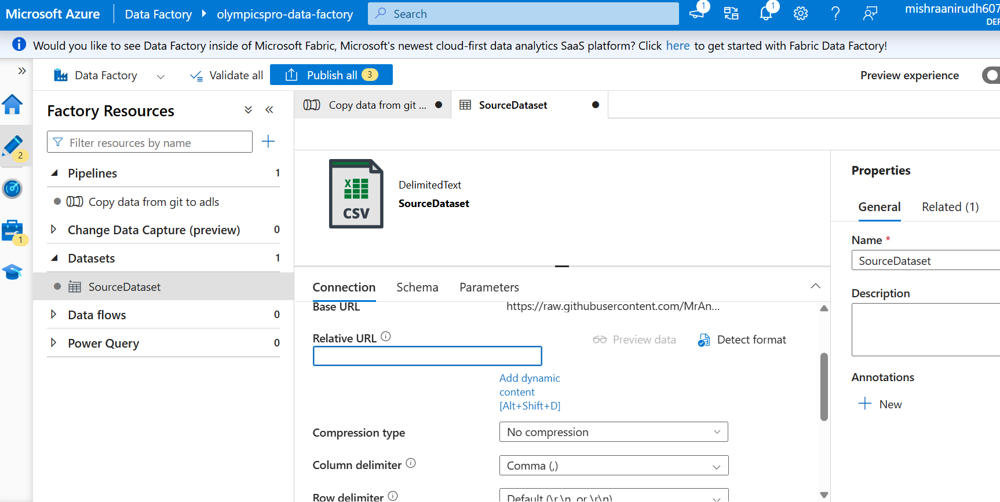 Microsoft Azure
Data Factory
olympicspro-data-factory
Search
1
1
mishraanirudh607
Would you like to see Data Factory inside of Microsoft Fabric, Microsoft's newest cloud-first data analytics SaaS platform? Click here to get started with Fabric Data Factory!
Data Factory
Validate all
Publish all 3
Preview experience
Factory Resources
Copy data from git ...
SourceDataset
Filter resources by name
2
Pipelines 1
Copy data from git to adls
Change Data Capture (preview) 0
1
Datasets 1
SourceDataset
Data flows 0
Power Query 0
X
CSV
DelimitedText
SourceDataset
Connection Schema Parameters
Base URL https://raw.githubusercontent.com/MrAn...
Relative URL
Preview data
Detect format
Add dynamic
content
[Alt+Shift+D]
Compression type No compression
Column delimiter Comma (,)
Row delimiter Default (\r,\n, or \r\n)
Properties
General Related (1)
Name *
SourceDataset
Description
Annotations
New